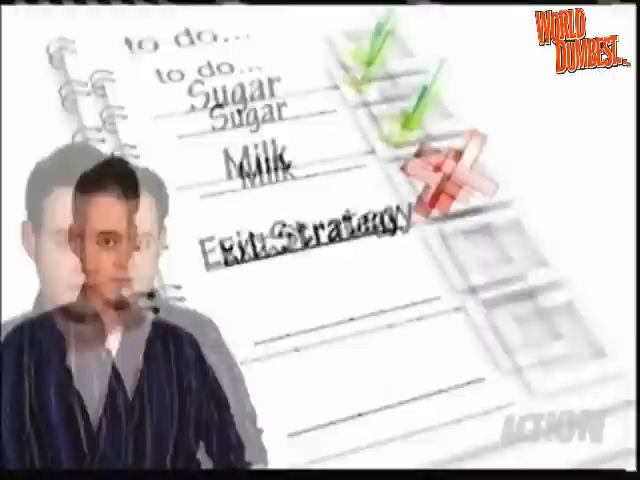 WORLD
DUMBEST...
to do...
to do...
Sugar
Sugar
Milk
Milk
Exit Strategy